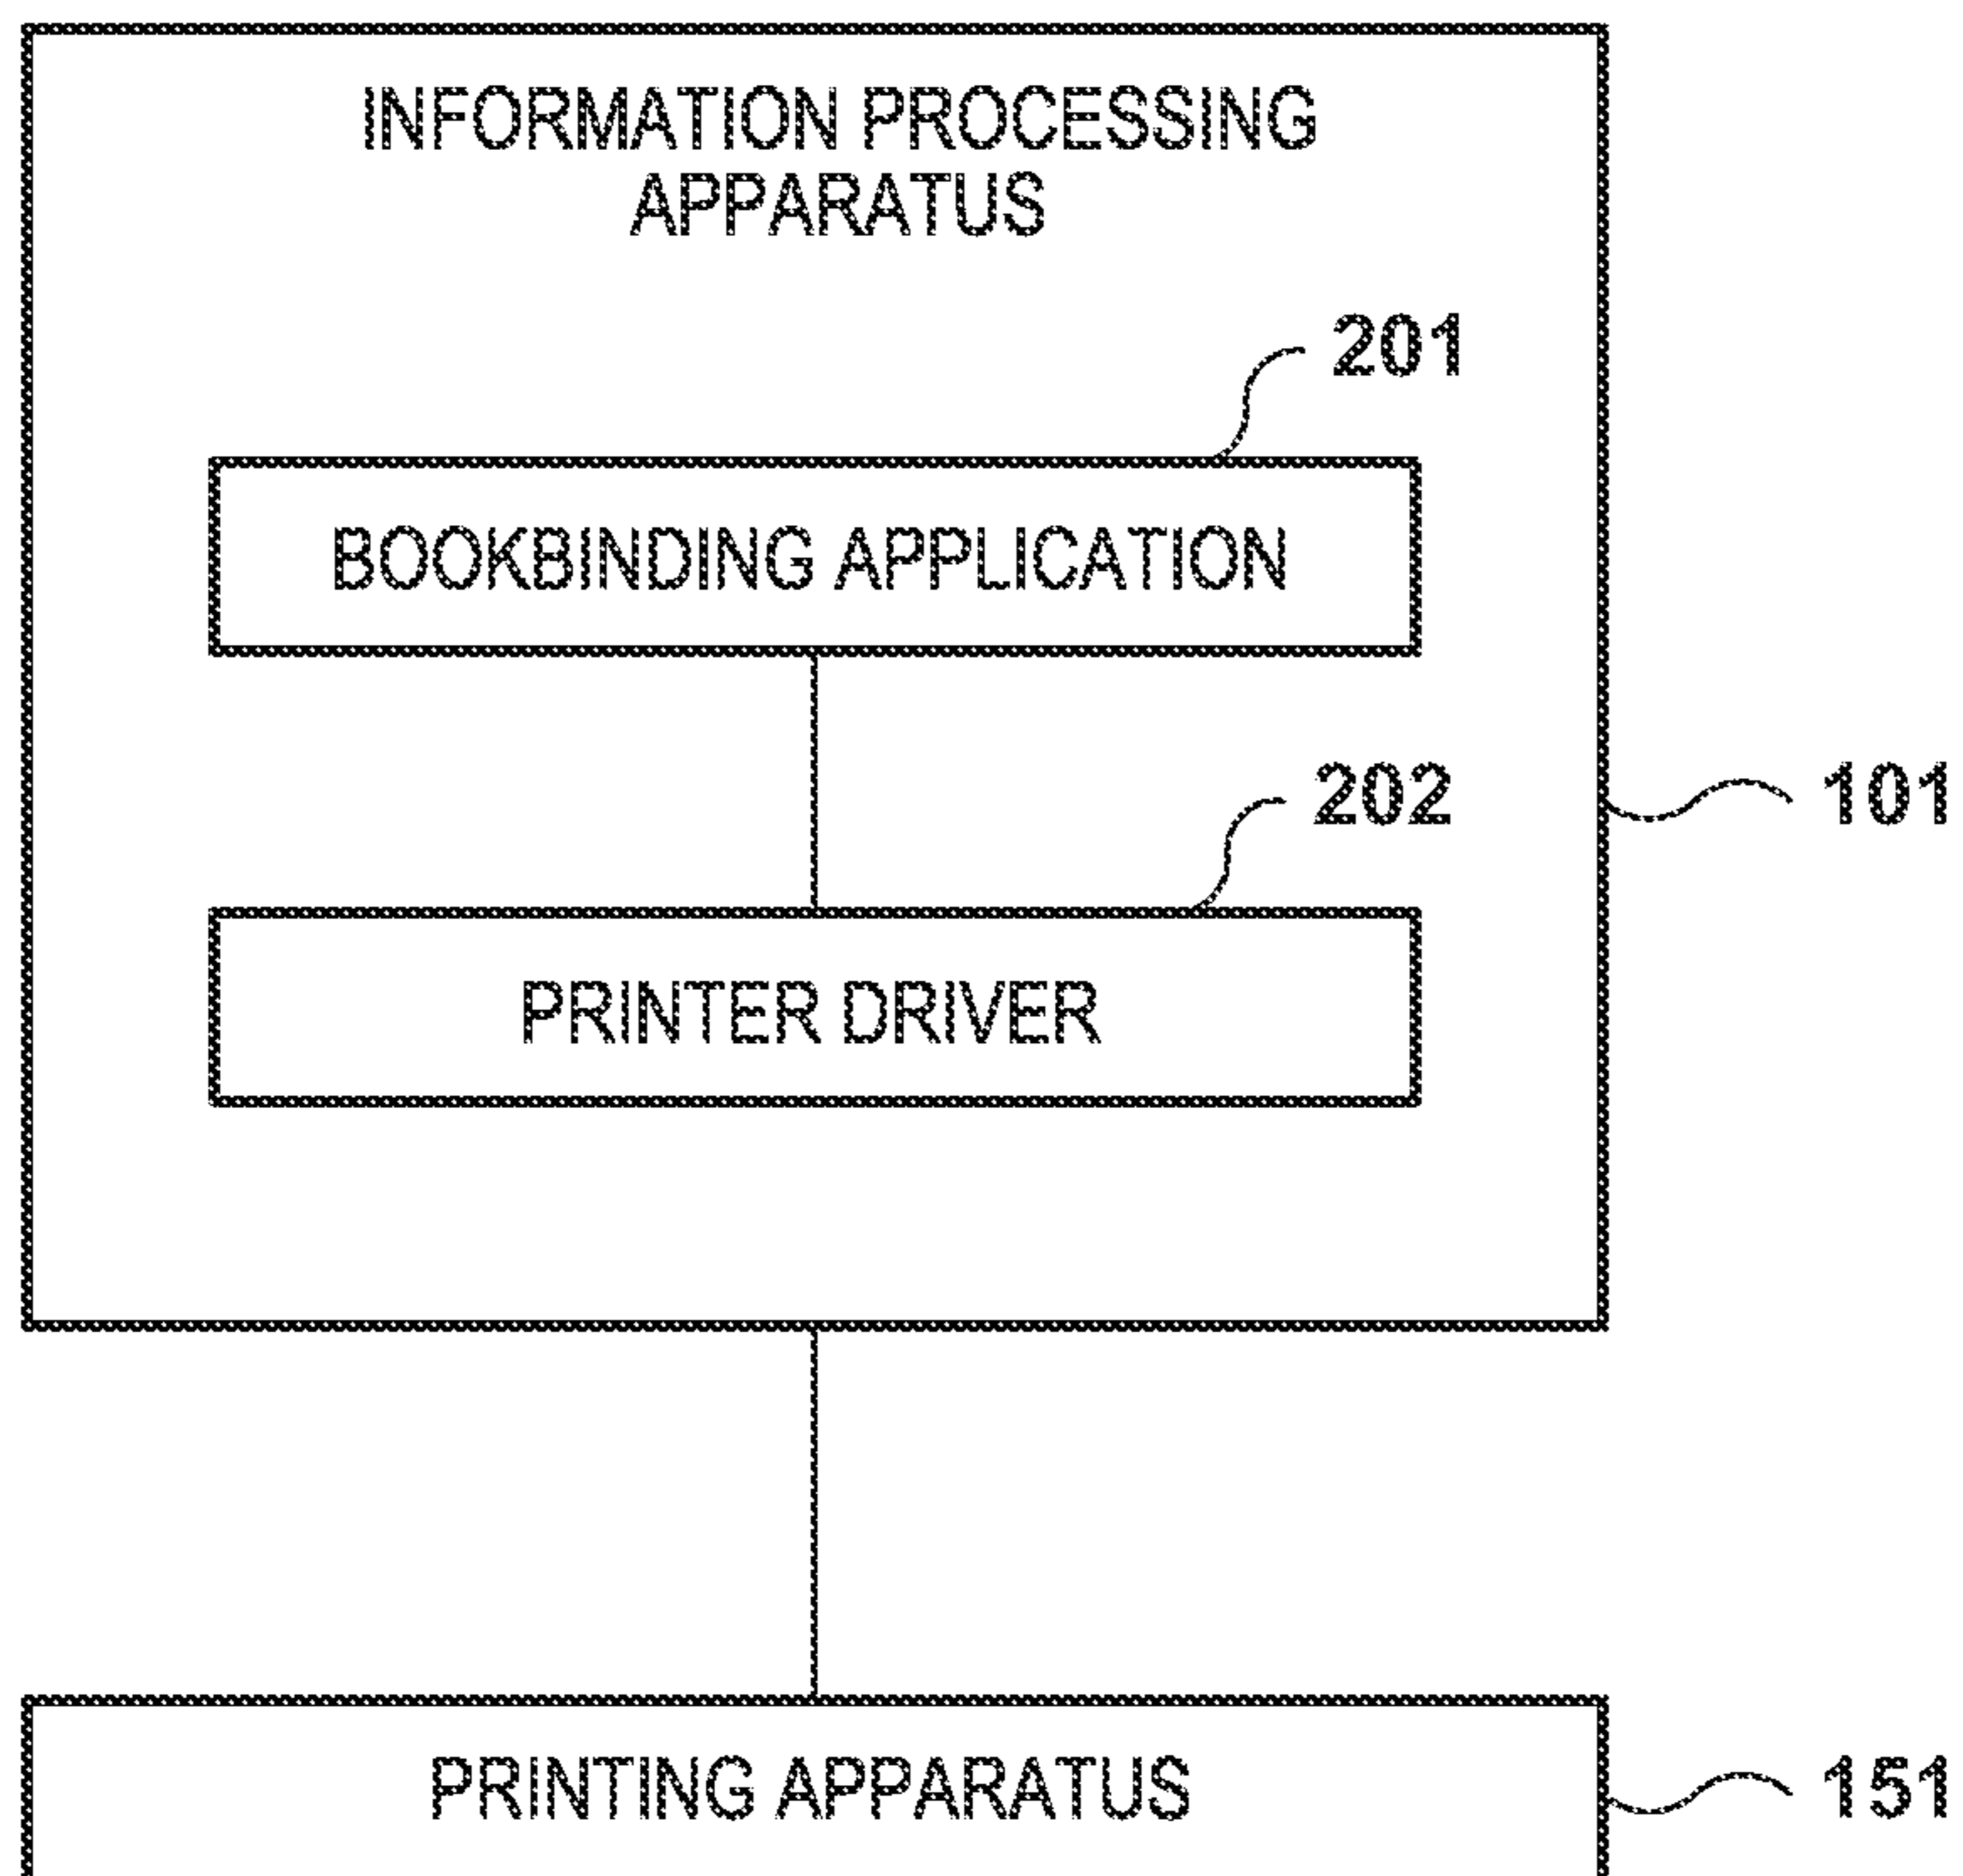 INFORMATION PROCESSING
APPARATUS
201
BOOKBINDING APPLICATION
202
101
PRINTER DRIVER
PRINTING APPARATUS
151